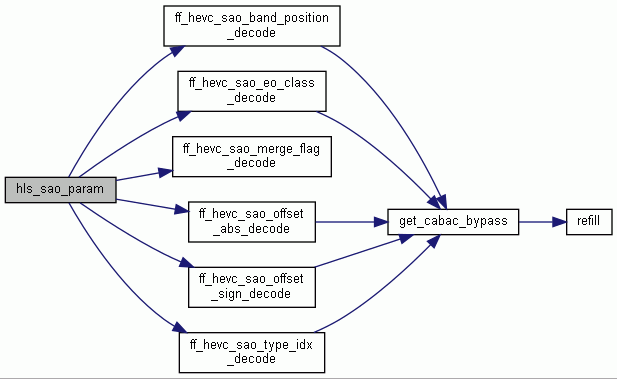 ff_hevc_sao_band_position
_decode
ff_hevc_sao_eo_class
_decode
ff_hevc_sao_merge_flag
_decode
hls_sao_param
ff_hevc_sao_offset
_abs_decode
get_cabac_bypass
refill
ff_hevc_sao_offset
_sign_decode
ff_hevc_sao_type_idx
_decode